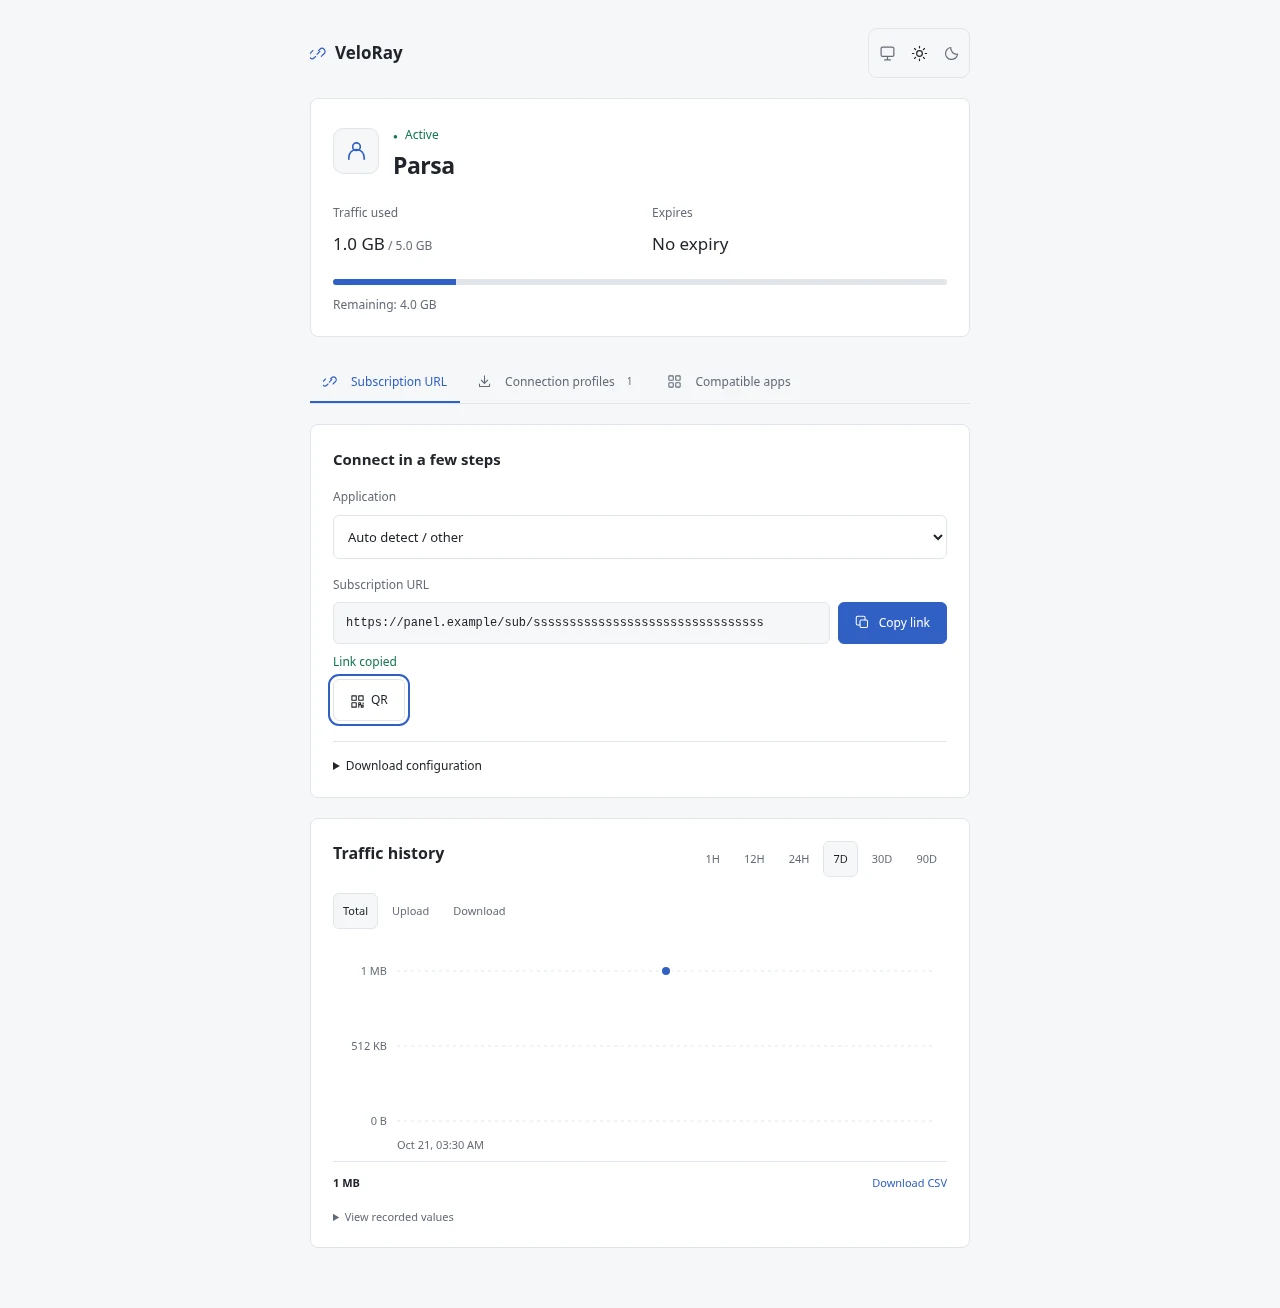 VeloRay
• Active
Parsa
Traffic used
Expires
1.0 GB / 5.0 GB
No expiry
Remaining: 4.0 GB
Subscription URL
Connection profiles 1
Compatible apps
Connect in a few steps
Application
Auto detect / other
Subscription URL
https://panel.example/sub/ssssssssssssssssssssssssssssssss
Copy link
Link copied
QR
Download configuration
Traffic history
1H 12H 24H 7D 30D 90D
Total Upload Download
1 MB
512 KB
0 B
Oct 21, 03:30 AM
1 MB
Download CSV
View recorded values